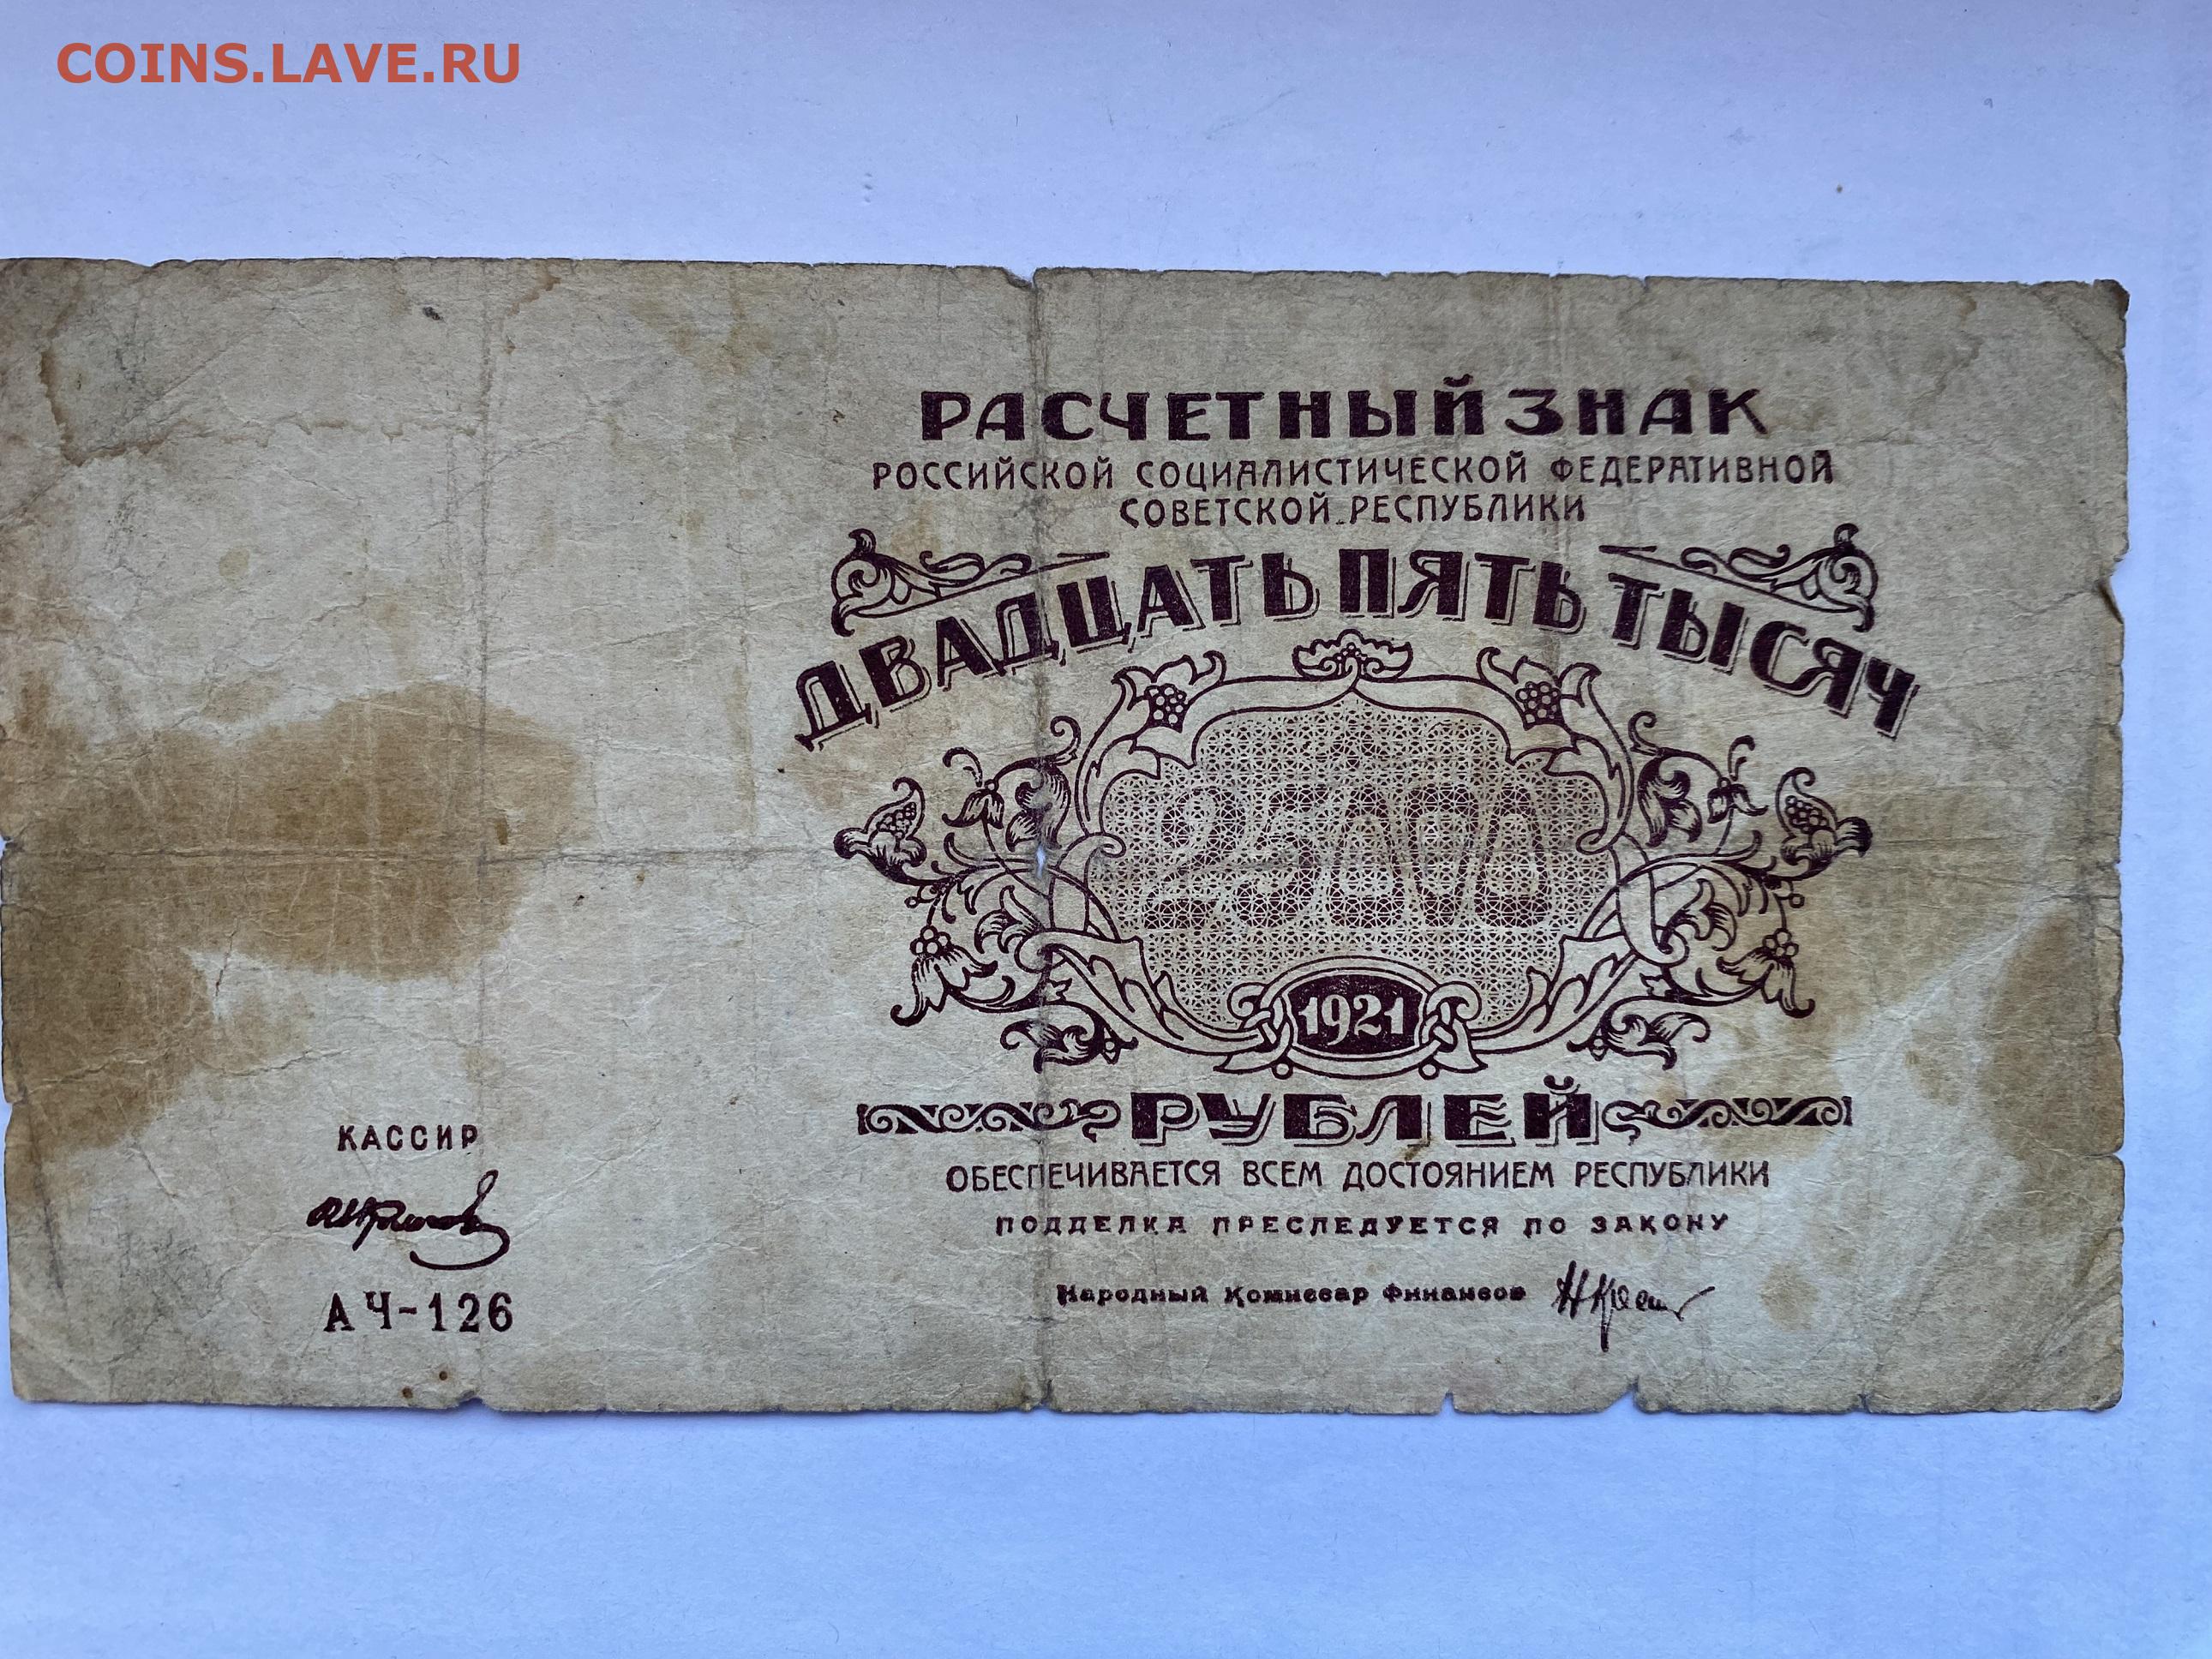 COINS.LAVE.RU
РАСЧЕТНЫЙ ЗНАК
РОССИЙСКОЙ СОЦИАЛИСТИЧЕСКОЙ ФЕДЕРАТИВНОЙ
СОВЕТСКОЙ РЕСПУБЛИКИ
ДВАДЦАТЬ ПЯТЬ ТЫСЯЧ
25000
1921
РУБЛЕЙ
ОБЕСПЕЧИВАЕТСЯ ВСЕМ ДОСТОЯНИЕМ РЕСПУБЛИКИ
ПОДДЕЛКА ПРЕСЛЕДУЕТСЯ ПО ЗАКОНУ
Народный Комиссар Финансов
КАССИР
АЧ-126